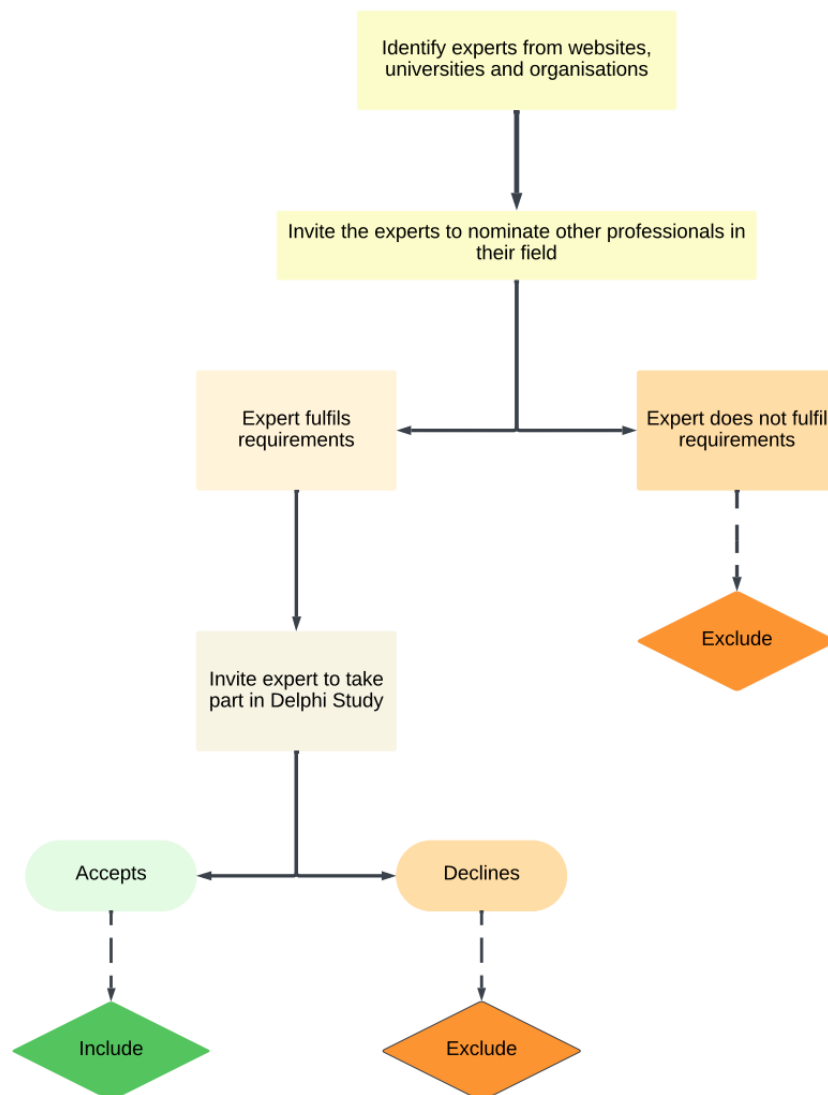 Identify experts from websites,
universities and organisations
Invite the experts to nominate other professionals in
their field
Expert fulfils
requirements
Expert does not fulfil
requirements
Exclude
Invite expert to take
part in Delphi Study
Accepts
Declines
Include
Exclude